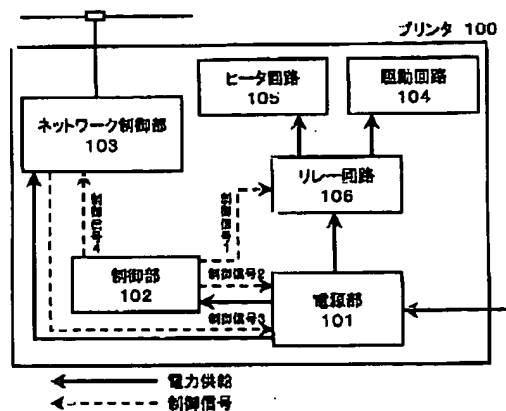 プリンタ 100
ヒータ回路
105
駆動回路
104
ネットワーク制御部
103
リレー回路
106
制御信号4
制御信号1
制御部
102
制御信号2
制御信号3
電源部
101
電力供給
制御信号